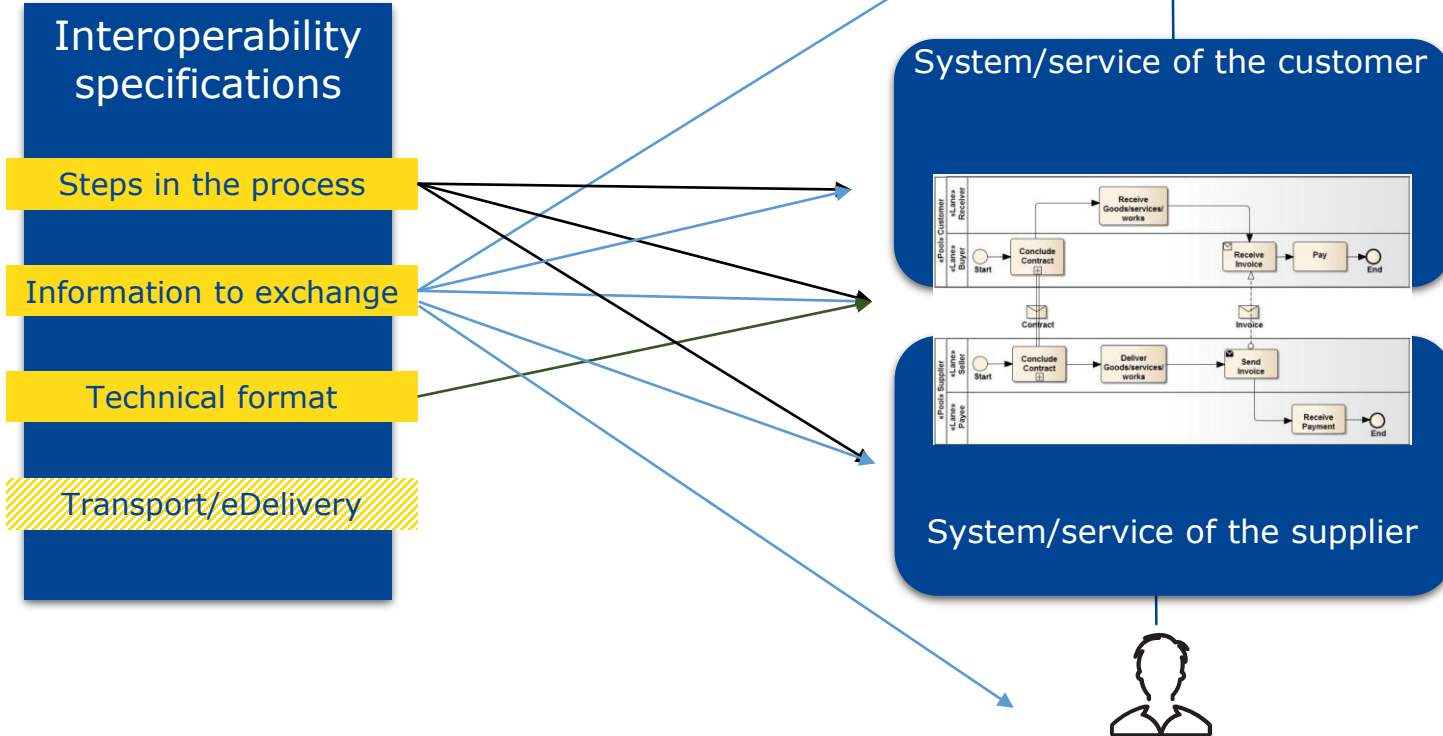 Interoperability
specifications
Steps in the process
Information to exchange
Technical format
Transport/eDelivery
System/service of the customer
«Pool» Customer
«Lane»
Receiver
Receive
Goods/services/
works
«Lane»
Buyer
Start
Conclude
Contract
Receive
Invoice
Pay
End
Contract
Invoice
«Pool» Supplier
«Lane»
Seller
Start
Conclude
Contract
Deliver
Goods/services/
works
Send
Invoice
«Lane»
Payee
Receive
Payment
End
System/service of the supplier